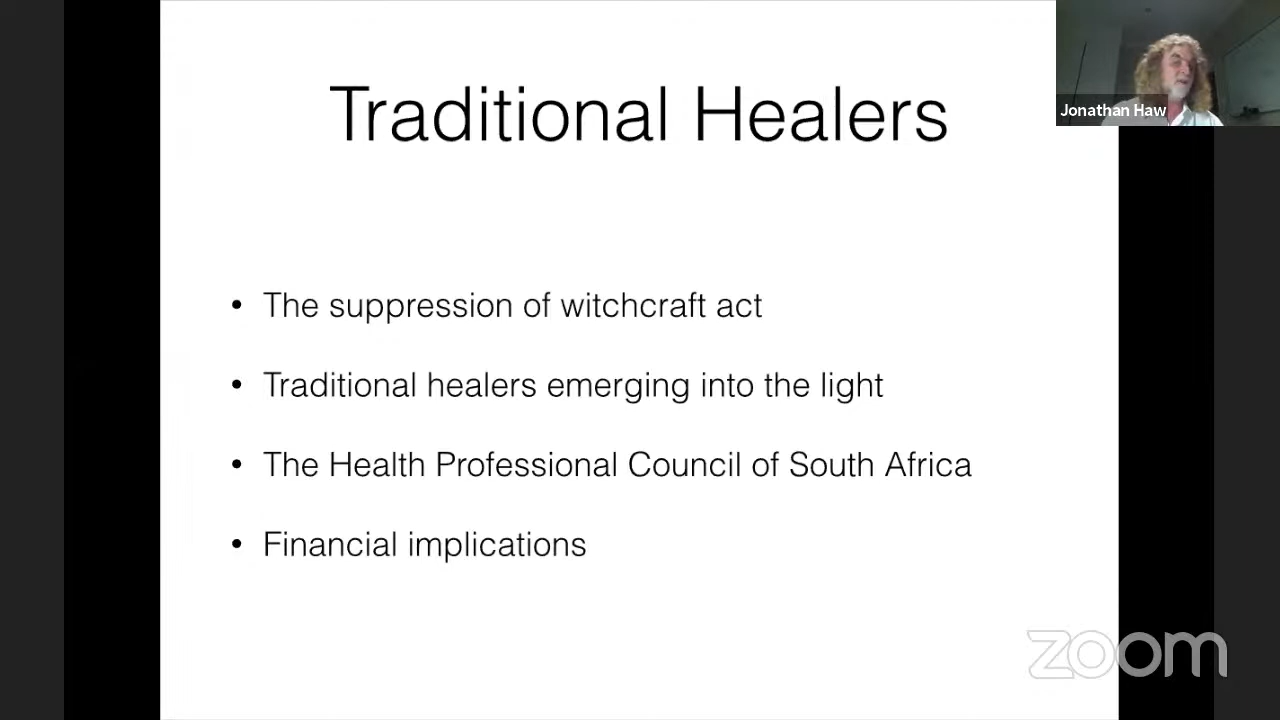 Traditional Healers
Jonathan Haw
• The suppression of witchcraft act
• Traditional healers emerging into the light
• The Health Professional Council of South Africa
• Financial implications
zoom